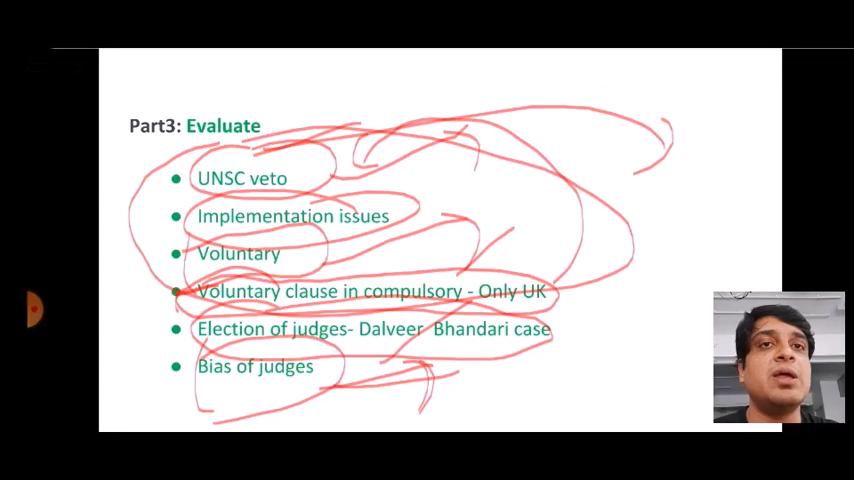 Part3: Evaluate
● UNSC veto
● Implementation issues
● Voluntary
● Voluntary clause in compulsory - Only UK
● Election of judges- Dalveer Bhandari case
● Bias of judges